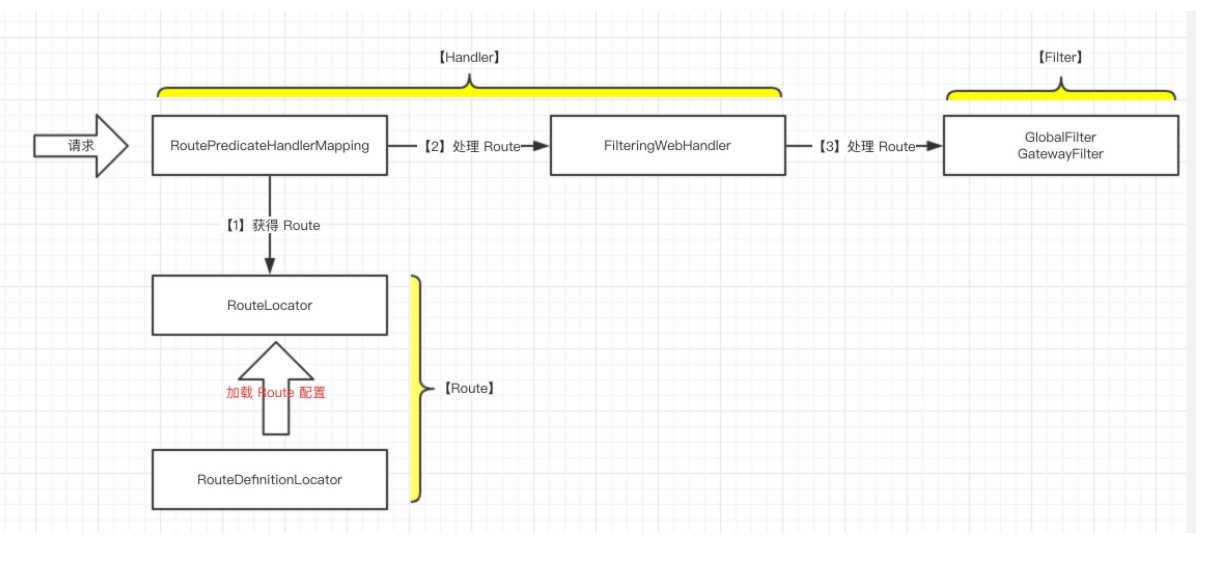 【Handler】
【Filter】
请求
RoutePredicateHandlerMapping
【2】处理 Route
FilteringWebHandler
【3】处理 Route
GlobalFilter
GatewayFilter
【1】获得 Route
RouteLocator
加载 Route 配置
【Route】
RouteDefinitionLocator